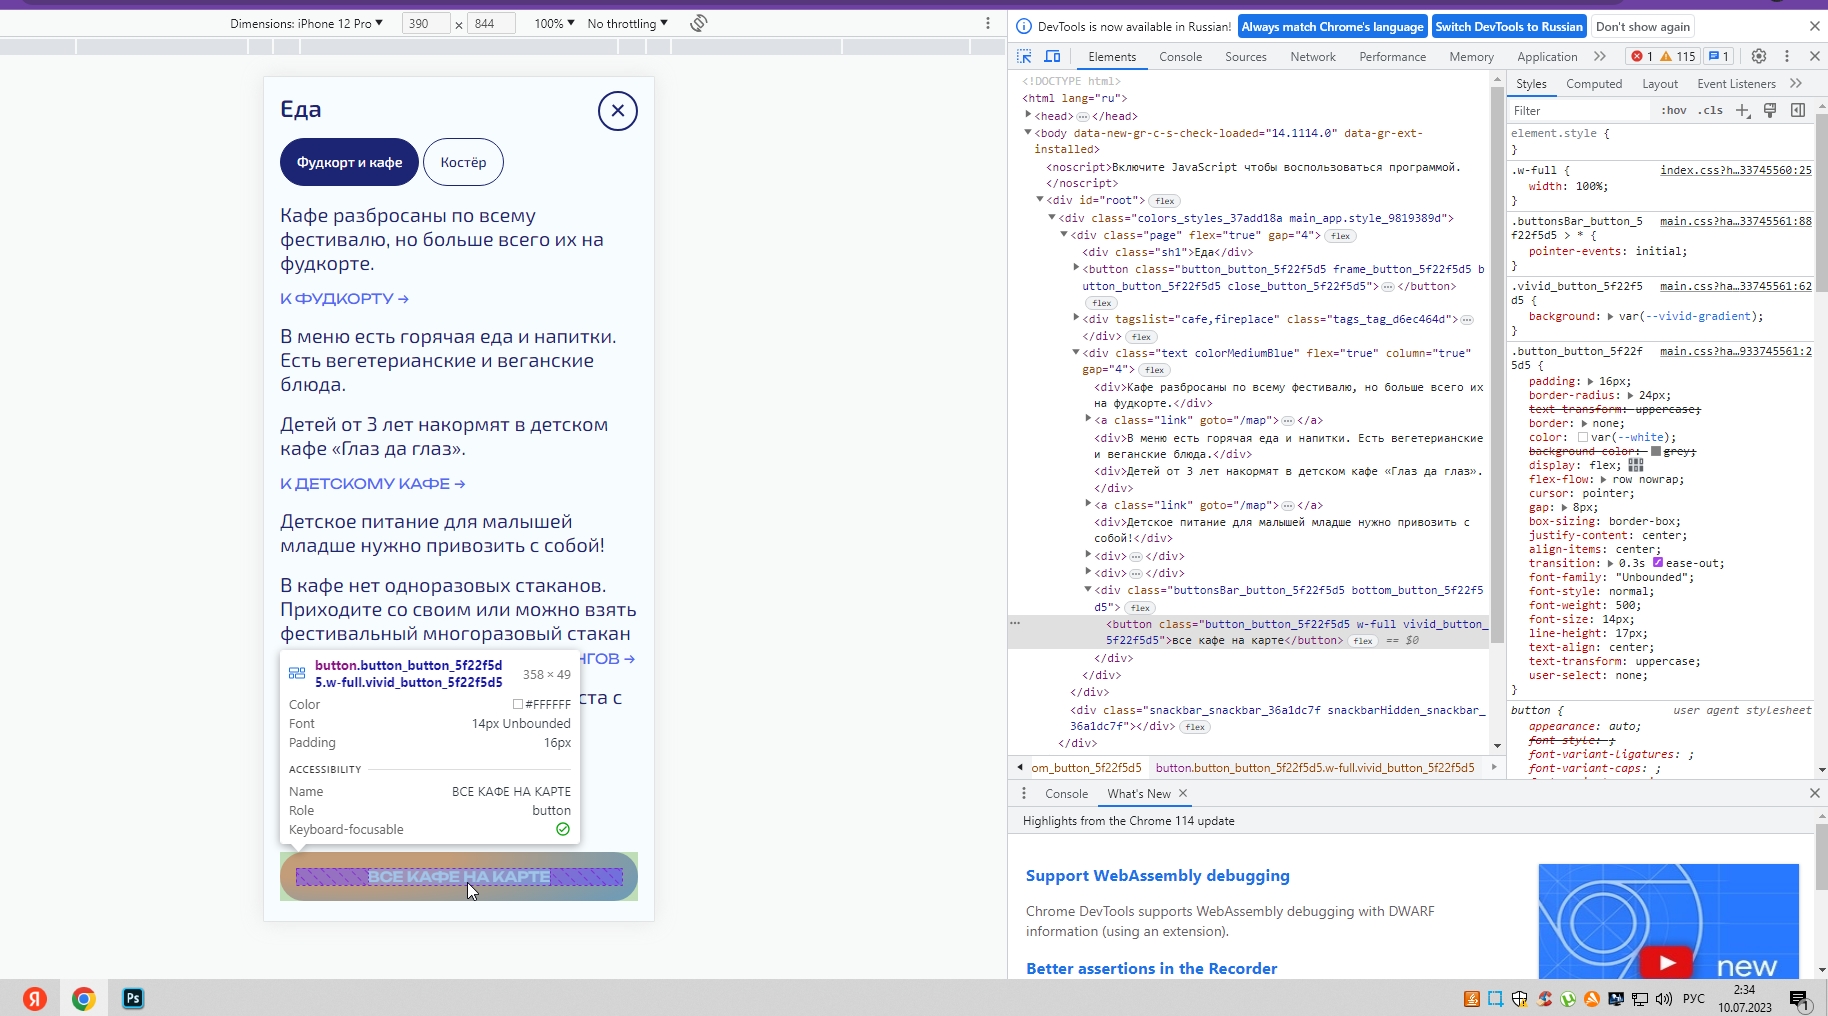 Dimensions: iPhone 12 Pro ▼ 390 × 844 100% ▼ No throttling ▼
Еда
Фудкорт и кафе Костёр
Кафе разбросаны по всему
фестивалю, но больше всего их на
фудкорте.
К ФУДКОРТУ →
В меню есть горячая еда и напитки.
Есть вегетерианские и веганские
блюда.
Детей от 3 лет накормят в детском
кафе «Глаз да глаз».
К ДЕТСКОМУ КАФЕ →
Детское питание для малышей
младше нужно привозить с собой!
В кафе нет одноразовых стаканов.
Приходите со своим или можно взять
фестивальный многоразовый стакан
НГОВ →
ста с
button.button_button_5f22f5d
5.w-full.vivid_button_5f22f5d5 358 × 49
Color #FFFFFF
Font 14px Unbounded
Padding 16px
ACCESSIBILITY
Name ВСЕ КАФЕ НА КАРТЕ
Role button
Keyboard-focusable
ВСЕ КАФЕ НА КАРТЕ
DevTools is now available in Russian! Always match Chrome's language Switch DevTools to Russian Don't show again
Elements Console Sources Network Performance Memory Application 1 115 1
<!DOCTYPE html>
<html lang="ru">
<head> </head>
<body data-new-gr-c-s-check-loaded="14.1114.0" data-gr-ext-
installed>
<noscript>Включите JavaScript чтобы воспользоваться программой.
</noscript>
<div id="root"> flex
<div class="colors_styles_37add18a main_app.style_9819389d">
<div class="page" flex="true" gap="4"> flex
<div class="sh1">Еда</div>
<button class="button_button_5f22f5d5 frame_button_5f22f5d5 b
utton_button_5f22f5d5 close_button_5f22f5d5"> </button>
flex
<div tagslist="cafe,fireplace" class="tags_tag_d6ec464d">
</div> flex
<div class="text colorMediumBlue" flex="true" column="true"
gap="4"> flex
<div>Кафе разбросаны по всему фестивалю, но больше всего их
на фудкорте.</div>
<a class="link" goto="/map"> </a>
<div>В меню есть горячая еда и напитки. Есть вегетерианские
и веганские блюда.</div>
<div>Детей от 3 лет накормят в детском кафе «Глаз да глаз».
</div>
<a class="link" goto="/map"> </a>
<div>Детское питание для малышей младше нужно привозить с
собой!</div>
<div> </div>
<div> </div>
<div class="buttonsBar_button_5f22f5d5 bottom_button_5f22f5
d5"> flex
<button class="button_button_5f22f5d5 w-full vivid_button_
5f22f5d5">все кафе на карте</button> flex == $0
</div>
</div>
</div>
<div class="snackbar_snackbar_36a1dc7f snackbarHidden_snackbar_
36a1dc7f"></div> flex
</div>
om_button_5f22f5d5 button.button_button_5f22f5d5.w-full.vivid_button_5f22f5d5
Styles Computed Layout Event Listeners
Filter :hov .cls
element.style {
}
.w-full { index.css?h…33745560:25
width: 100%;
}
.buttonsBar_button_5 main.css?ha…33745561:88
f22f5d5 > * {
pointer-events: initial;
}
.vivid_button_5f22f5 main.css?ha…33745561:62
d5 {
background: var(--vivid-gradient);
}
.button_button_5f22f main.css?ha…933745561:2
5d5 {
padding: 16px;
border-radius: 24px;
text-transform: uppercase;
border: none;
color: var(--white);
background-color: grey;
display: flex;
flex-flow: row nowrap;
cursor: pointer;
gap: 8px;
box-sizing: border-box;
justify-content: center;
align-items: center;
transition: 0.3s ease-out;
font-family: "Unbounded";
font-style: normal;
font-weight: 500;
font-size: 14px;
line-height: 17px;
text-align: center;
text-transform: uppercase;
user-select: none;
}
button { user agent stylesheet
appearance: auto;
font-style: ;
font-variant-ligatures: ;
font-variant-caps: ;
Console What's New
Highlights from the Chrome 114 update
Support WebAssembly debugging
Chrome DevTools supports WebAssembly debugging with DWARF
information (using an extension).
Better assertions in the Recorder
new
Я Ps
РУС 2:34
10.07.2023 1